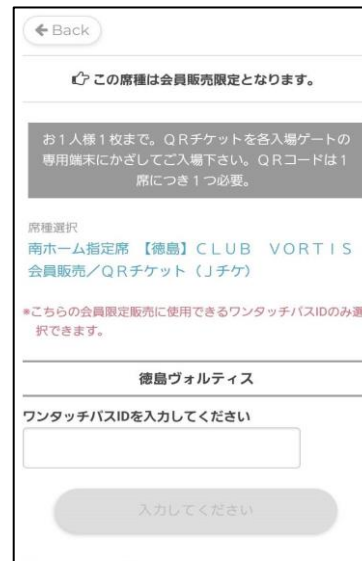 ← Back
この席種は会員販売限定となります。
お1人様1枚まで。QRチケットを各入場ゲートの
専用端末にかざしてご入場下さい。QRコードは1
席につき1つ必要。
席種選択
南ホーム指定席 【徳島】CLUB VORTIS
会員販売/QRチケット(Jチケ)
*こちらの会員限定販売に使用できるワンタッチパスIDのみ選
択できます。
徳島ヴォルティス
ワンタッチパスIDを入力してください
入力してください